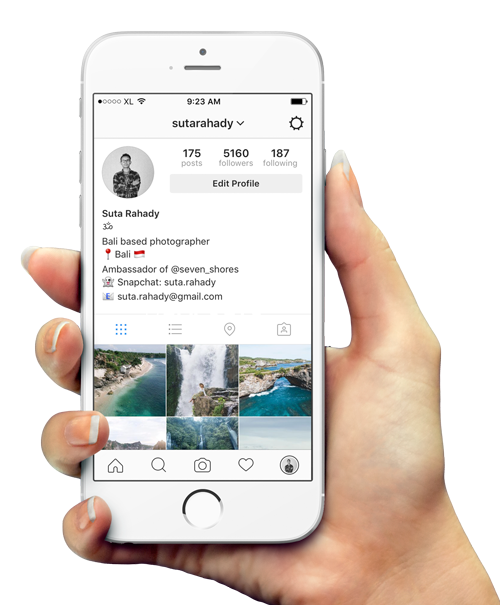 XL 9:23 AM
sutarahady
175 5160 187
posts followers following
Edit Profile
Suta Rahady
ॐ
Bali based photographer
📍Bali 🇮🇩
Ambassador of @seven_shores
👻 Snapchat: suta.rahady
📧 suta.rahady@gmail.com